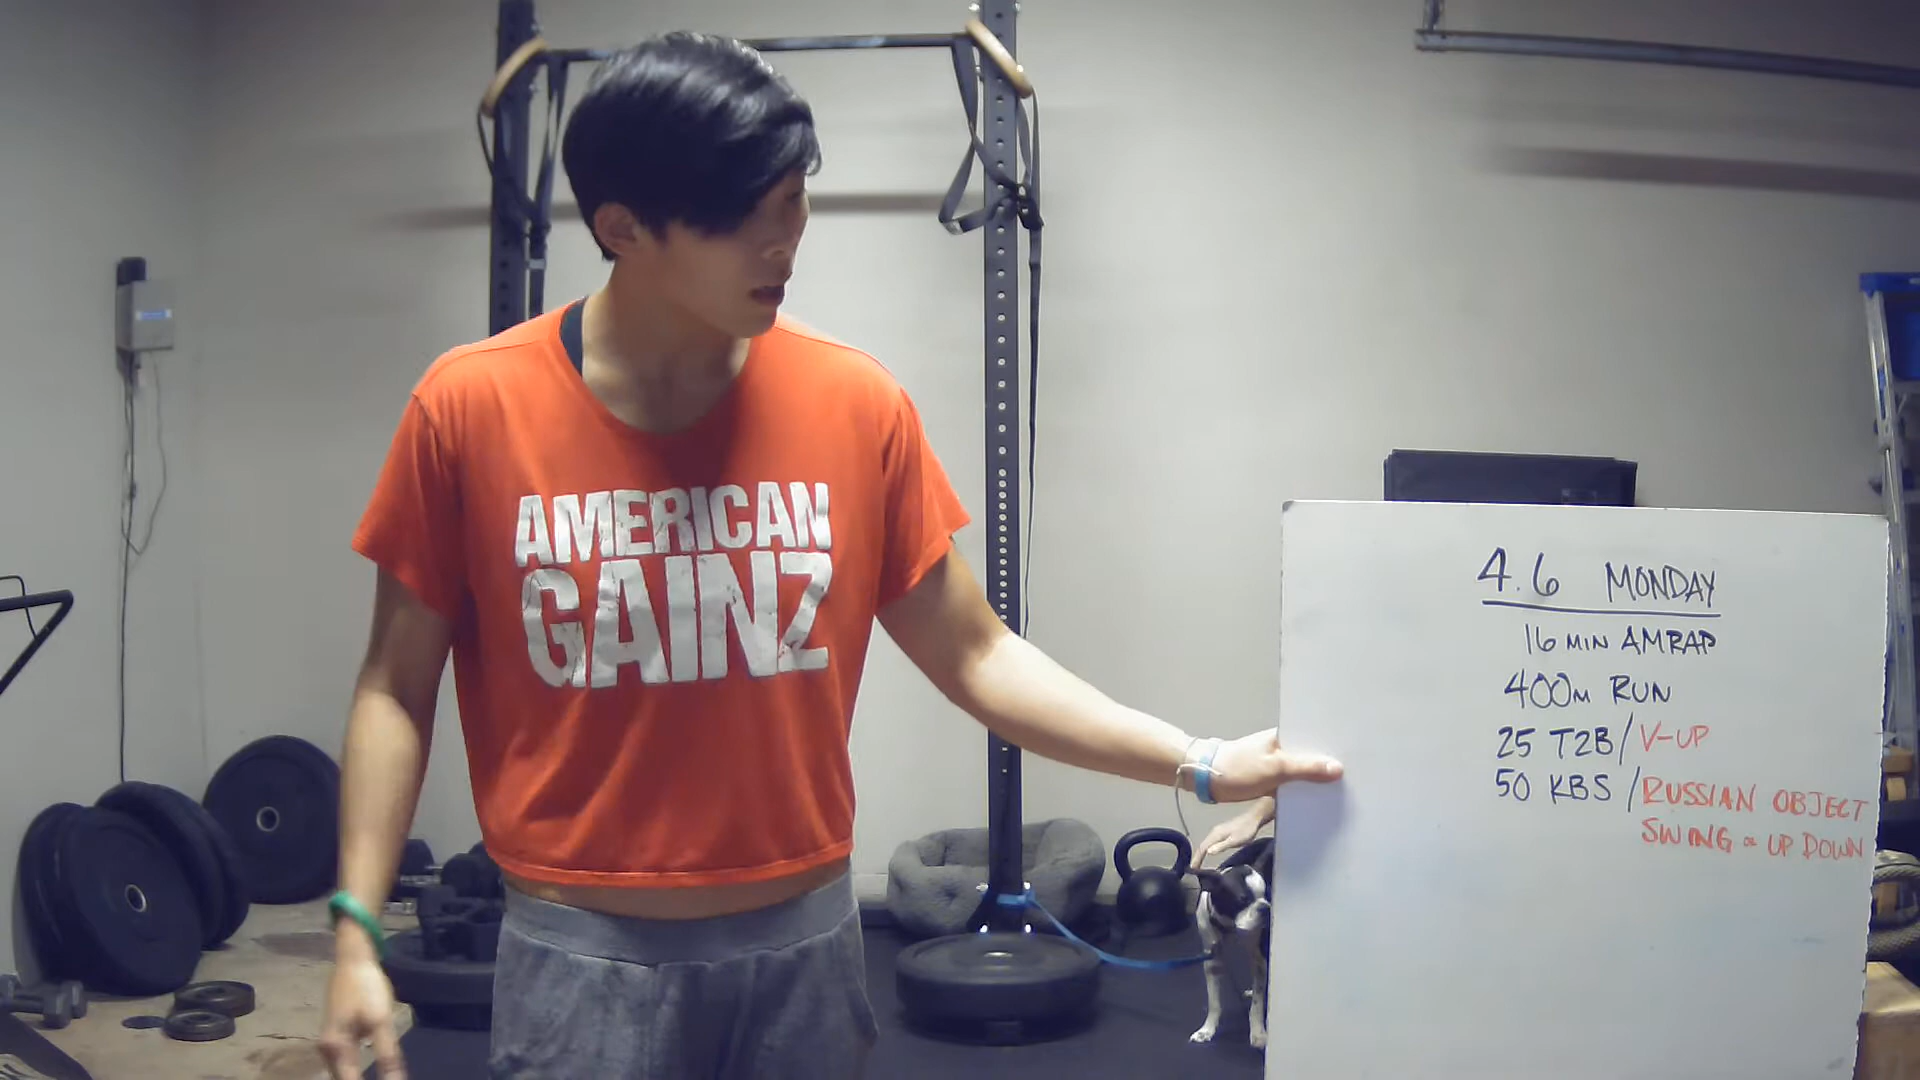 AMERICAN
GAINZ
4.6 MONDAY
16 MIN AMRAP
400M RUN
25 T2B/V-UP
50 KBS/RUSSIAN OBJECT
SWING or UP DOWN